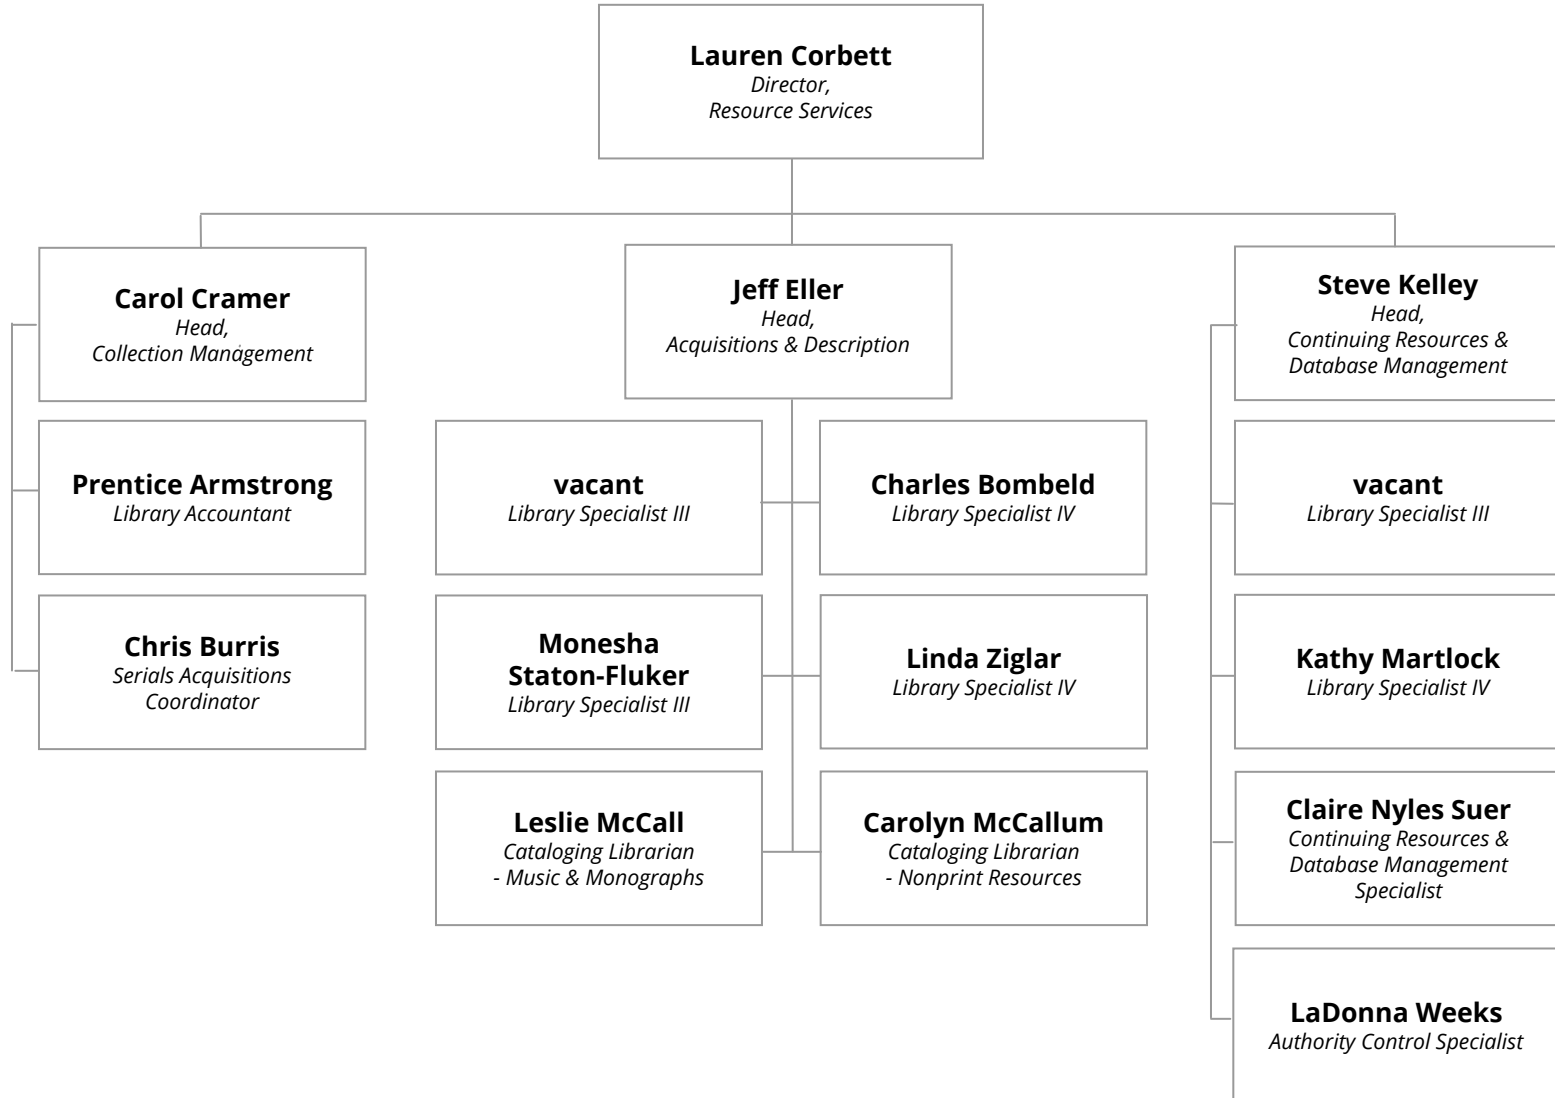 Lauren Corbett
Director,
Resource Services
Carol Cramer
Head,
Collection Management
Jeff Eller
Head,
Acquisitions & Description
Steve Kelley
Head,
Continuing Resources &
Database Management
Prentice Armstrong
Library Accountant
vacant
Library Specialist III
Charles Bombeld
Library Specialist IV
vacant
Library Specialist III
Chris Burris
Serials Acquisitions
Coordinator
Monesha
Staton-Fluker
Library Specialist III
Linda Ziglar
Library Specialist IV
Kathy Martlock
Library Specialist IV
Leslie McCall
Cataloging Librarian
- Music & Monographs
Carolyn McCallum
Cataloging Librarian
- Nonprint Resources
Claire Nyles Suer
Continuing Resources &
Database Management
Specialist
LaDonna Weeks
Authority Control Specialist